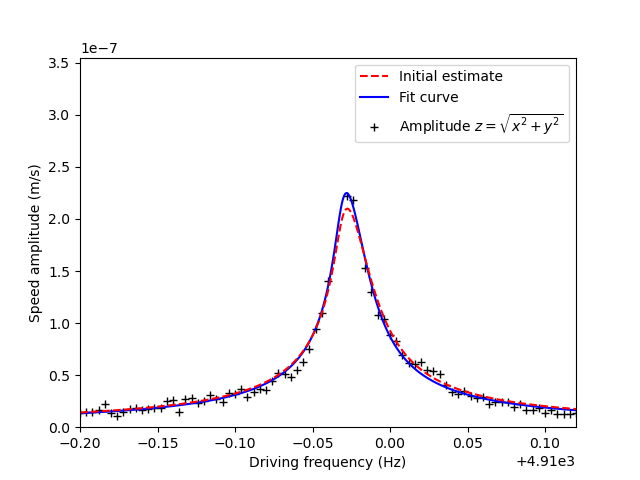 1e−7
3.5
3.0
2.5
2.0
1.5
1.0
0.5
0.0
Speed amplitude (m/s)
Initial estimate
Fit curve
Amplitude z = √x² + y²
−0.20
−0.15
−0.10
−0.05
0.00
0.05
0.10
Driving frequency (Hz)
+4.91e3